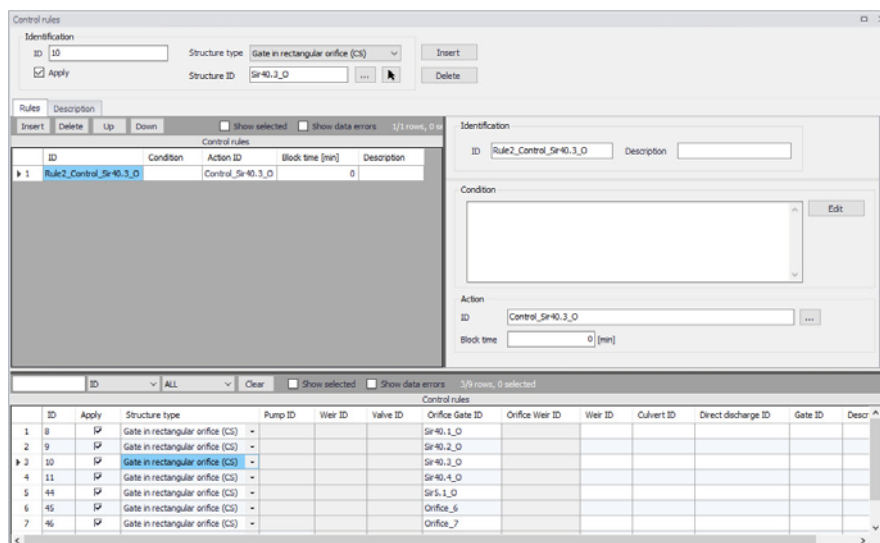 Control rules
Identification
ID 10 Structure type Gate in rectangular orifice (CS) Insert
Apply Structure ID Sir40.3_O ... Delete
Rules Description
Insert Delete Up Down Show selected Show data errors 1/1 rows, 0 se
Control rules
ID Condition Action ID Block time [min] Description
1 Rule2_Control_Sir40.3_O Control_Sir40.3_O 0
Identification
ID Rule2_Control_Sir40.3_O Description
Condition
Edit
Action
ID Control_Sir40.3_O ...
Block time 0 [min]
ID ALL Clear Show selected Show data errors 3/9 rows, 0 selected
Control rules
ID Apply Structure type Pump ID Weir ID Valve ID Orifice Gate ID Orifice Weir ID Weir ID Culvert ID Direct discharge ID Gate ID Descr
1 8 Gate in rectangular orifice (CS) Sir40.1_O
2 9 Gate in rectangular orifice (CS) Sir40.2_O
3 10 Gate in rectangular orifice (CS) Sir40.3_O
4 11 Gate in rectangular orifice (CS) Sir40.4_O
5 44 Gate in rectangular orifice (CS) Sir5.1_O
6 45 Gate in rectangular orifice (CS) Orifice_6
7 46 Gate in rectangular orifice (CS) Orifice_7